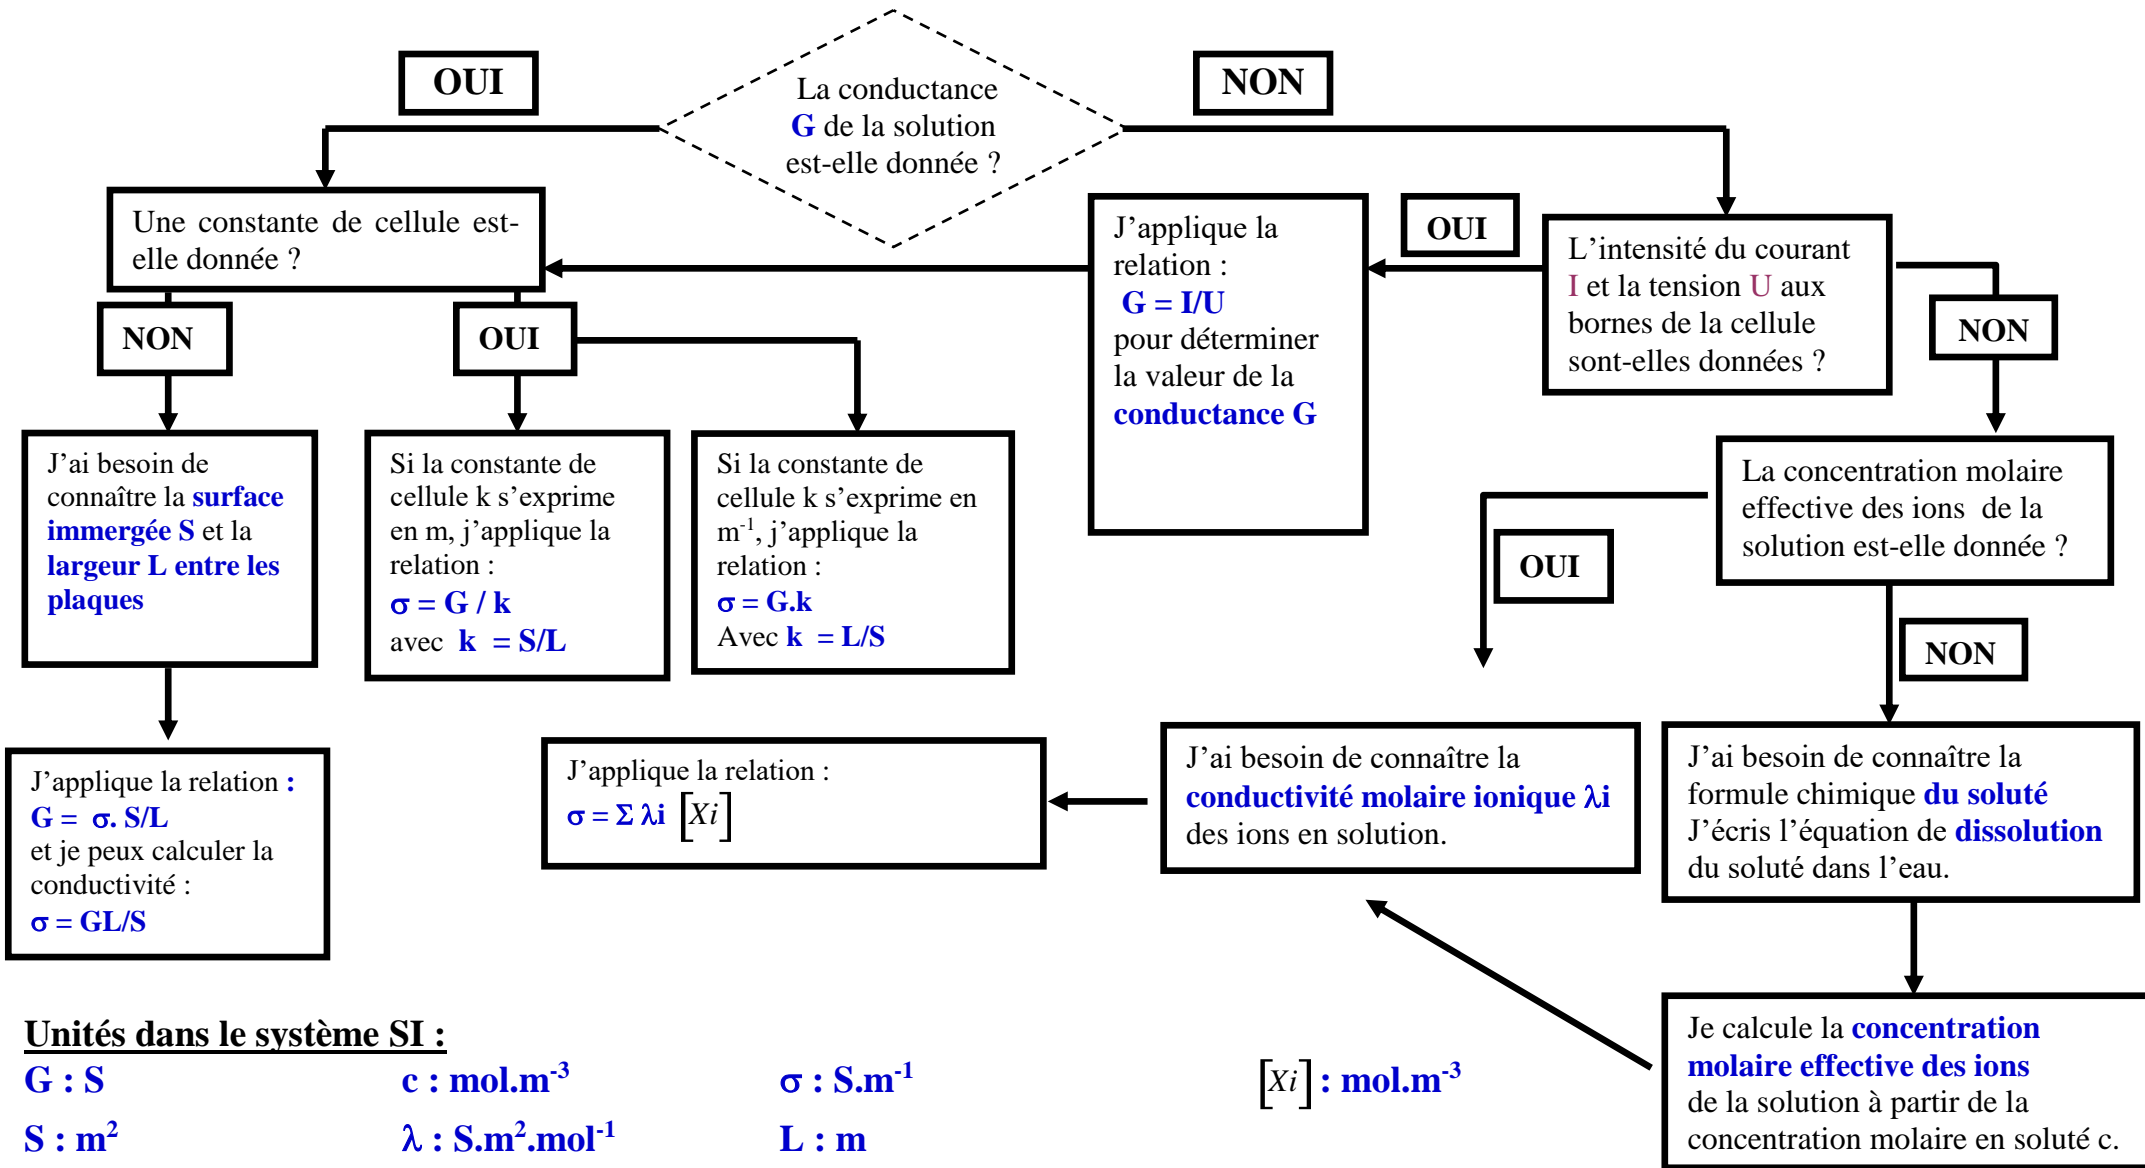 OUI
La conductance
G de la solution
est-elle donnée ?
NON
Une constante de cellule est-
elle donnée ?
J’applique la
relation :
G = I/U
pour déterminer
la valeur de la
conductance G
OUI
L’intensité du courant
I et la tension U aux
bornes de la cellule
sont-elles données ?
NON
OUI
NON
J’ai besoin de
connaître la surface
immergée S et la
largeur L entre les
plaques
Si la constante de
cellule k s’exprime
en m, j’applique la
relation :
σ = G / k
avec k = S/L
Si la constante de
cellule k s’exprime en
m⁻¹, j’applique la
relation :
σ = G.k
Avec k = L/S
La concentration molaire
effective des ions de la
solution est-elle donnée ?
OUI
NON
J’applique la relation :
G = σ. S/L
et je peux calculer la
conductivité :
σ = GL/S
J’applique la relation :
σ = Σ λi [Xi]
J’ai besoin de connaître la
conductivité molaire ionique λi
des ions en solution.
J’ai besoin de connaître la
formule chimique du soluté
J’écris l’équation de dissolution
du soluté dans l’eau.
Je calcule la concentration
molaire effective des ions
de la solution à partir de la
concentration molaire en soluté c.
Unités dans le système SI :
G : S c : mol.m⁻³ σ : S.m⁻¹ [Xi] : mol.m⁻³
S : m² λ : S.m².mol⁻¹ L : m